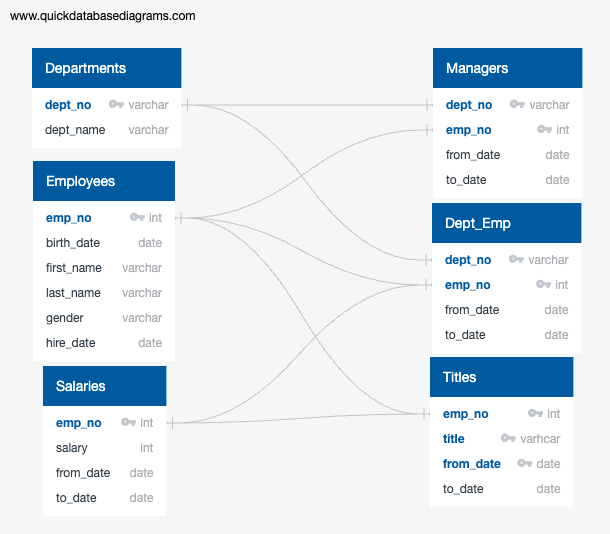 www.quickdatabasediagrams.com
Departments
dept_no varchar
dept_name varchar
Employees
emp_no int
birth_date date
first_name varchar
last_name varchar
gender varchar
hire_date date
Salaries
emp_no int
salary int
from_date date
to_date date
Managers
dept_no varchar
emp_no int
from_date date
to_date date
Dept_Emp
dept_no varchar
emp_no int
from_date date
to_date date
Titles
emp_no int
title varhcar
from_date date
to_date date